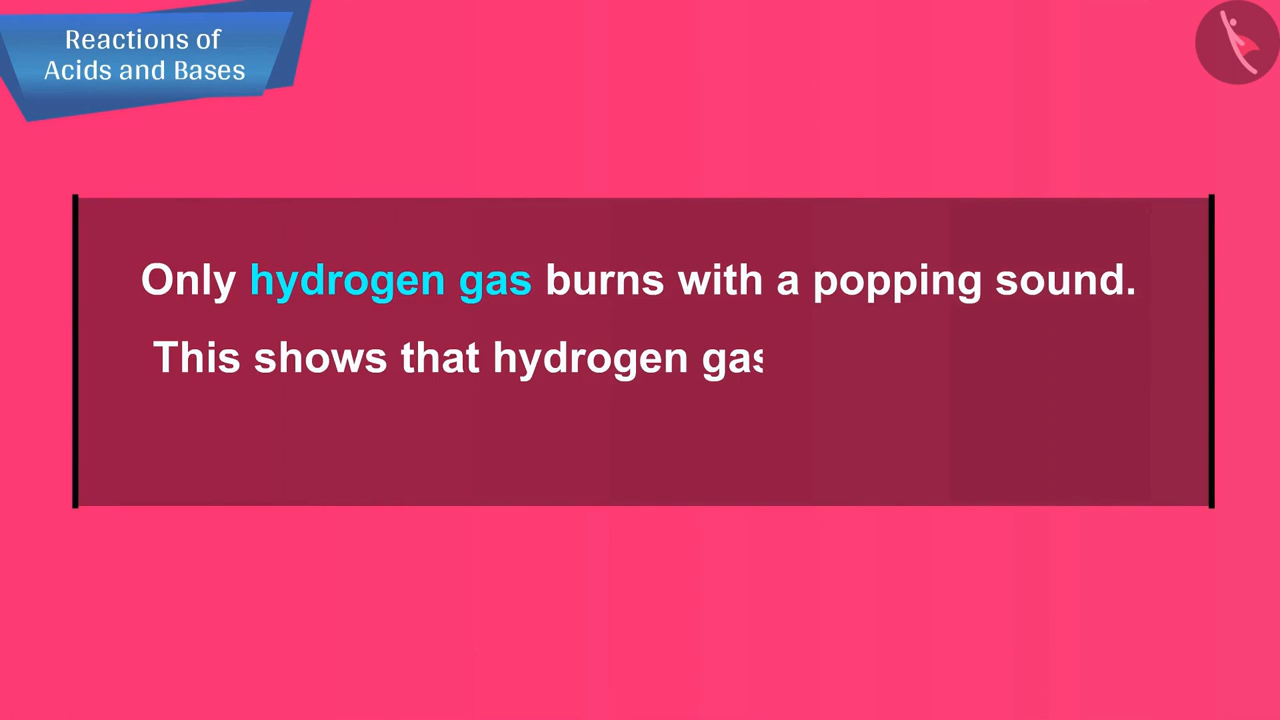 Reactions of
Acids and Bases
Only hydrogen gas burns with a popping sound.
This shows that hydrogen gas